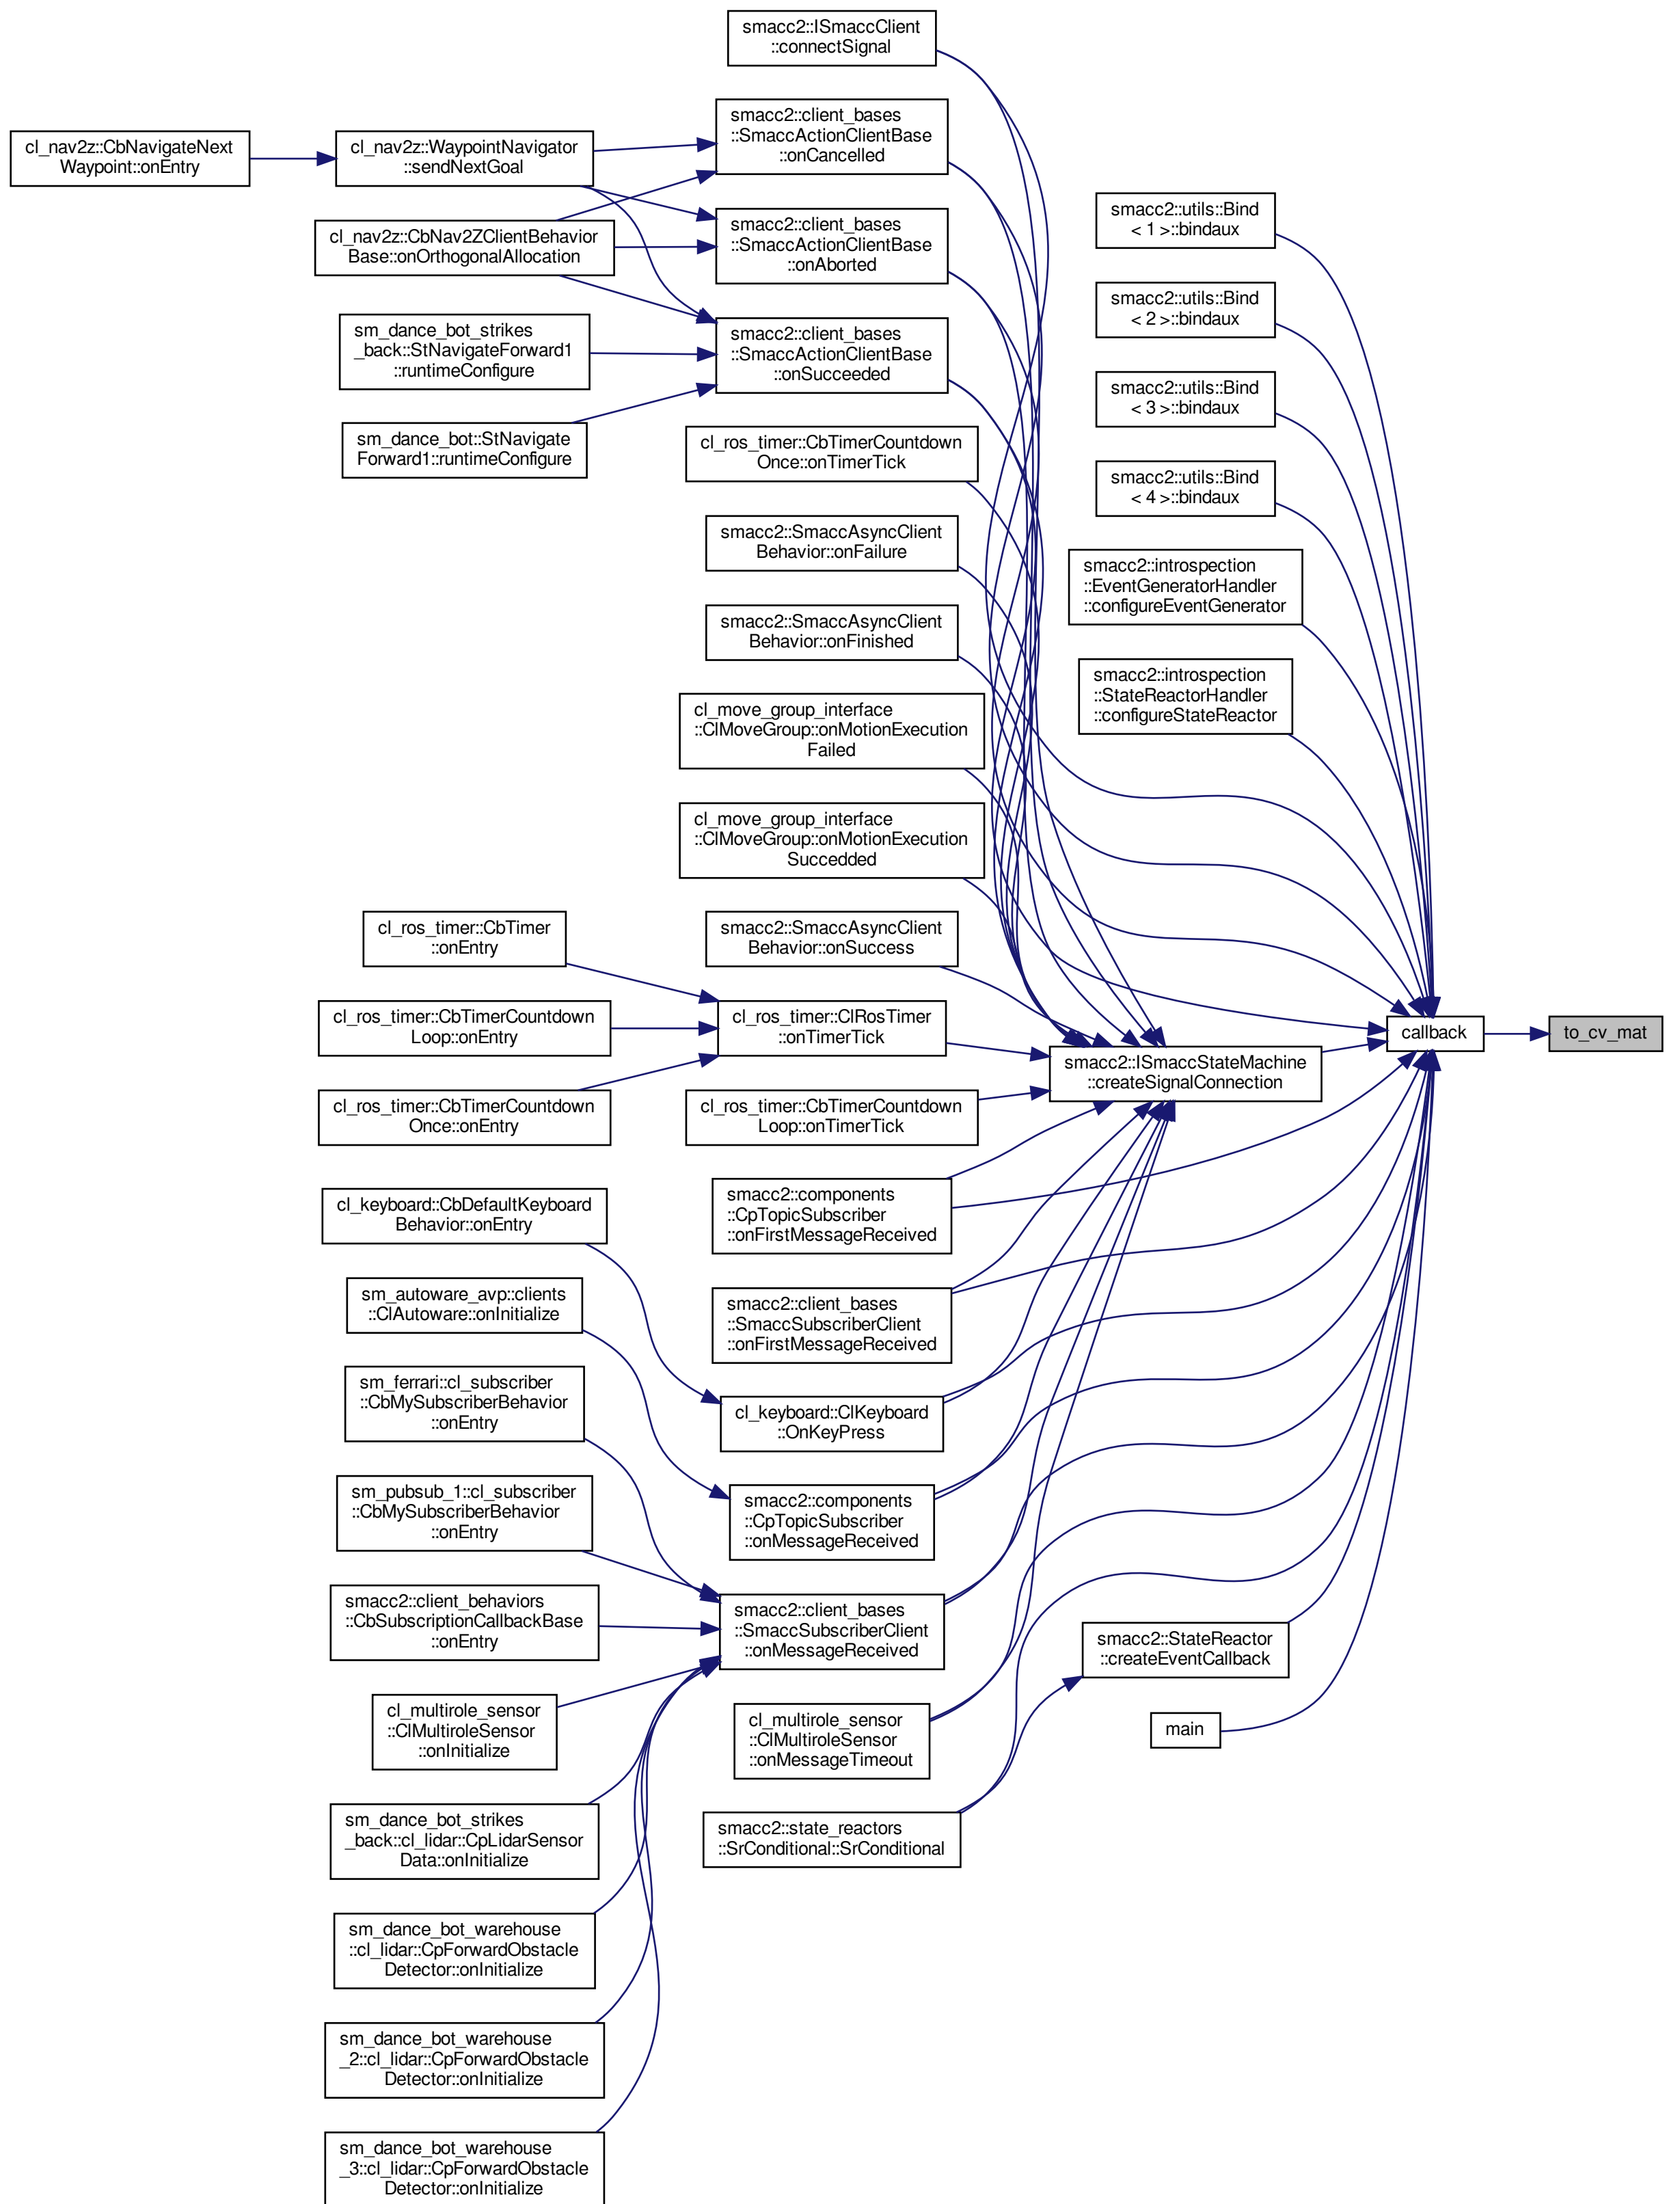 smacc2::ISmaccClient
::connectSignal
smacc2::client_bases
::SmaccActionClientBase
::onCancelled
cl_nav2z::CbNavigateNext
Waypoint::onEntry
cl_nav2z::WaypointNavigator
::sendNextGoal
smacc2::utils::Bind
< 1 >::bindaux
smacc2::client_bases
::SmaccActionClientBase
::onAborted
cl_nav2z::CbNav2ZClientBehavior
Base::onOrthogonalAllocation
smacc2::utils::Bind
< 2 >::bindaux
smacc2::client_bases
::SmaccActionClientBase
::onSucceeded
sm_dance_bot_strikes
_back::StNavigateForward1
::runtimeConfigure
smacc2::utils::Bind
< 3 >::bindaux
sm_dance_bot::StNavigate
Forward1::runtimeConfigure
cl_ros_timer::CbTimerCountdown
Once::onTimerTick
smacc2::utils::Bind
< 4 >::bindaux
smacc2::SmaccAsyncClient
Behavior::onFailure
smacc2::introspection
::EventGeneratorHandler
::configureEventGenerator
smacc2::SmaccAsyncClient
Behavior::onFinished
smacc2::introspection
::StateReactorHandler
::configureStateReactor
cl_move_group_interface
::ClMoveGroup::onMotionExecution
Failed
cl_move_group_interface
::ClMoveGroup::onMotionExecution
Succedded
smacc2::SmaccAsyncClient
Behavior::onSuccess
cl_ros_timer::CbTimer
::onEntry
cl_ros_timer::CbTimerCountdown
Loop::onEntry
cl_ros_timer::ClRosTimer
::onTimerTick
callback
to_cv_mat
smacc2::ISmaccStateMachine
::createSignalConnection
cl_ros_timer::CbTimerCountdown
Once::onEntry
cl_ros_timer::CbTimerCountdown
Loop::onTimerTick
cl_keyboard::CbDefaultKeyboard
Behavior::onEntry
smacc2::components
::CpTopicSubscriber
::onFirstMessageReceived
sm_autoware_avp::clients
::ClAutoware::onInitialize
smacc2::client_bases
::SmaccSubscriberClient
::onFirstMessageReceived
sm_ferrari::cl_subscriber
::CbMySubscriberBehavior
::onEntry
cl_keyboard::ClKeyboard
::OnKeyPress
sm_pubsub_1::cl_subscriber
::CbMySubscriberBehavior
::onEntry
smacc2::components
::CpTopicSubscriber
::onMessageReceived
smacc2::client_behaviors
::CbSubscriptionCallbackBase
::onEntry
smacc2::client_bases
::SmaccSubscriberClient
::onMessageReceived
smacc2::StateReactor
::createEventCallback
cl_multirole_sensor
::ClMultiroleSensor
::onInitialize
cl_multirole_sensor
::ClMultiroleSensor
::onMessageTimeout
main
sm_dance_bot_strikes
_back::cl_lidar::CpLidarSensor
Data::onInitialize
smacc2::state_reactors
::SrConditional::SrConditional
sm_dance_bot_warehouse
::cl_lidar::CpForwardObstacle
Detector::onInitialize
sm_dance_bot_warehouse
_2::cl_lidar::CpForwardObstacle
Detector::onInitialize
sm_dance_bot_warehouse
_3::cl_lidar::CpForwardObstacle
Detector::onInitialize